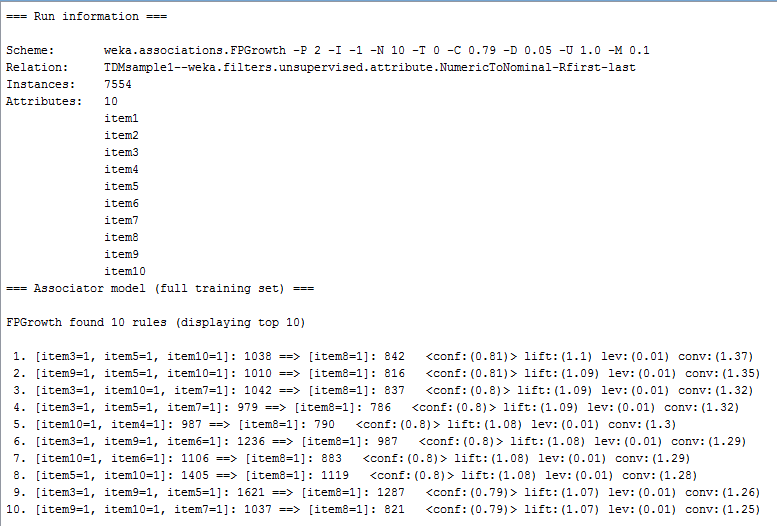 === Run information ===
Scheme: weka.associations.FPGrowth -P 2 -I -1 -N 10 -T 0 -C 0.79 -D 0.05 -U 1.0 -M 0.1
Relation: TDMsample1--weka.filters.unsupervised.attribute.NumericToNominal-Rfirst-last
Instances: 7554
Attributes: 10
item1
item2
item3
item4
item5
item6
item7
item8
item9
item10
=== Associator model (full training set) ===
FPGrowth found 10 rules (displaying top 10)
1. [item3=1, item5=1, item10=1]: 1038 ==> [item8=1]: 842 <conf:(0.81)> lift:(1.1) lev:(0.01) conv:(1.37)
2. [item9=1, item5=1, item10=1]: 1010 ==> [item8=1]: 816 <conf:(0.81)> lift:(1.09) lev:(0.01) conv:(1.35)
3. [item3=1, item10=1, item7=1]: 1042 ==> [item8=1]: 837 <conf:(0.8)> lift:(1.09) lev:(0.01) conv:(1.32)
4. [item3=1, item5=1, item7=1]: 979 ==> [item8=1]: 786 <conf:(0.8)> lift:(1.09) lev:(0.01) conv:(1.32)
5. [item10=1, item4=1]: 987 ==> [item8=1]: 790 <conf:(0.8)> lift:(1.08) lev:(0.01) conv:(1.3)
6. [item3=1, item9=1, item6=1]: 1236 ==> [item8=1]: 987 <conf:(0.8)> lift:(1.08) lev:(0.01) conv:(1.29)
7. [item10=1, item6=1]: 1106 ==> [item8=1]: 883 <conf:(0.8)> lift:(1.08) lev:(0.01) conv:(1.29)
8. [item5=1, item10=1]: 1405 ==> [item8=1]: 1119 <conf:(0.8)> lift:(1.08) lev:(0.01) conv:(1.28)
9. [item3=1, item9=1, item5=1]: 1621 ==> [item8=1]: 1287 <conf:(0.79)> lift:(1.07) lev:(0.01) conv:(1.26)
10. [item9=1, item10=1, item7=1]: 1037 ==> [item8=1]: 821 <conf:(0.79)> lift:(1.07) lev:(0.01) conv:(1.25)